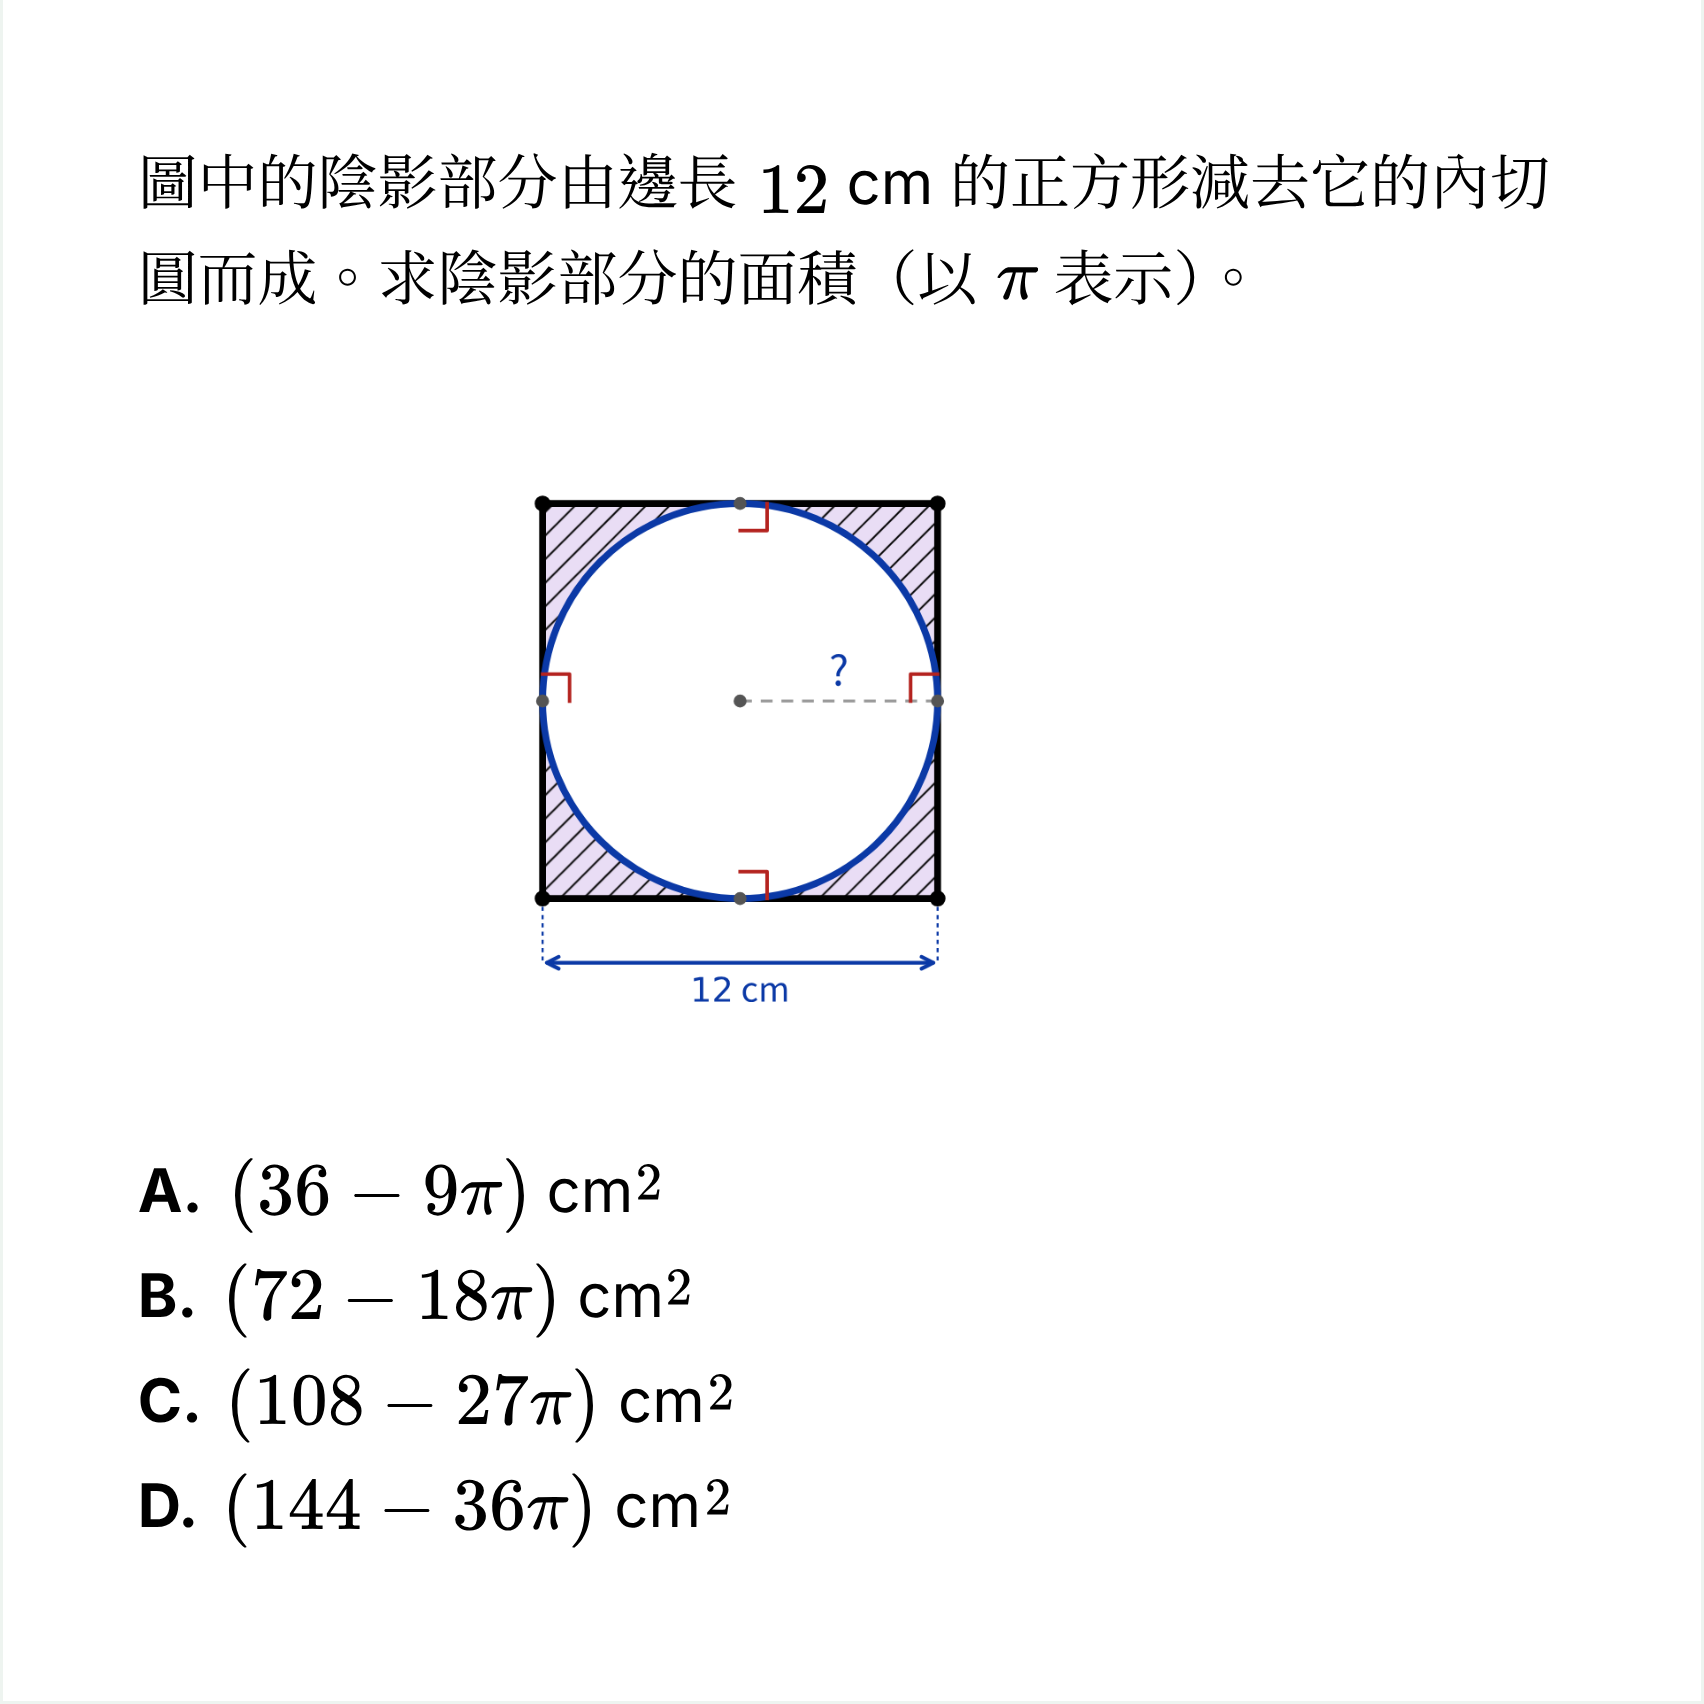 圖中的陰影部分由邊長 12 cm 的正方形減去它的內切
圓而成。求陰影部分的面積（以 π 表示）。
?
12 cm
A. (36 − 9π) cm²
B. (72 − 18π) cm²
C. (108 − 27π) cm²
D. (144 − 36π) cm²